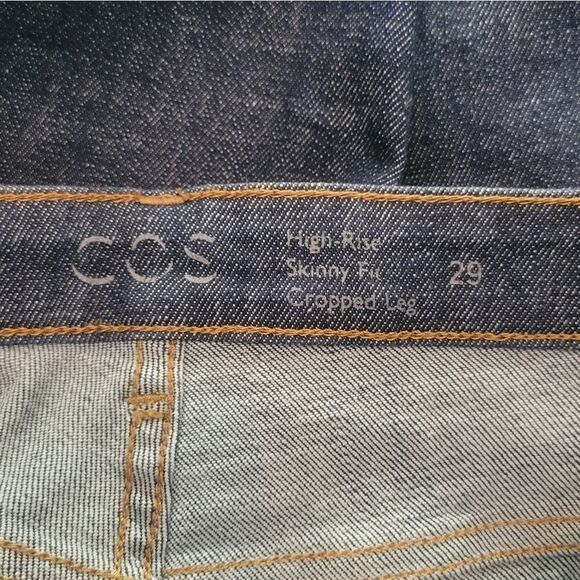 COS
High-Rise
Skinny Fit
Cropped Leg
29